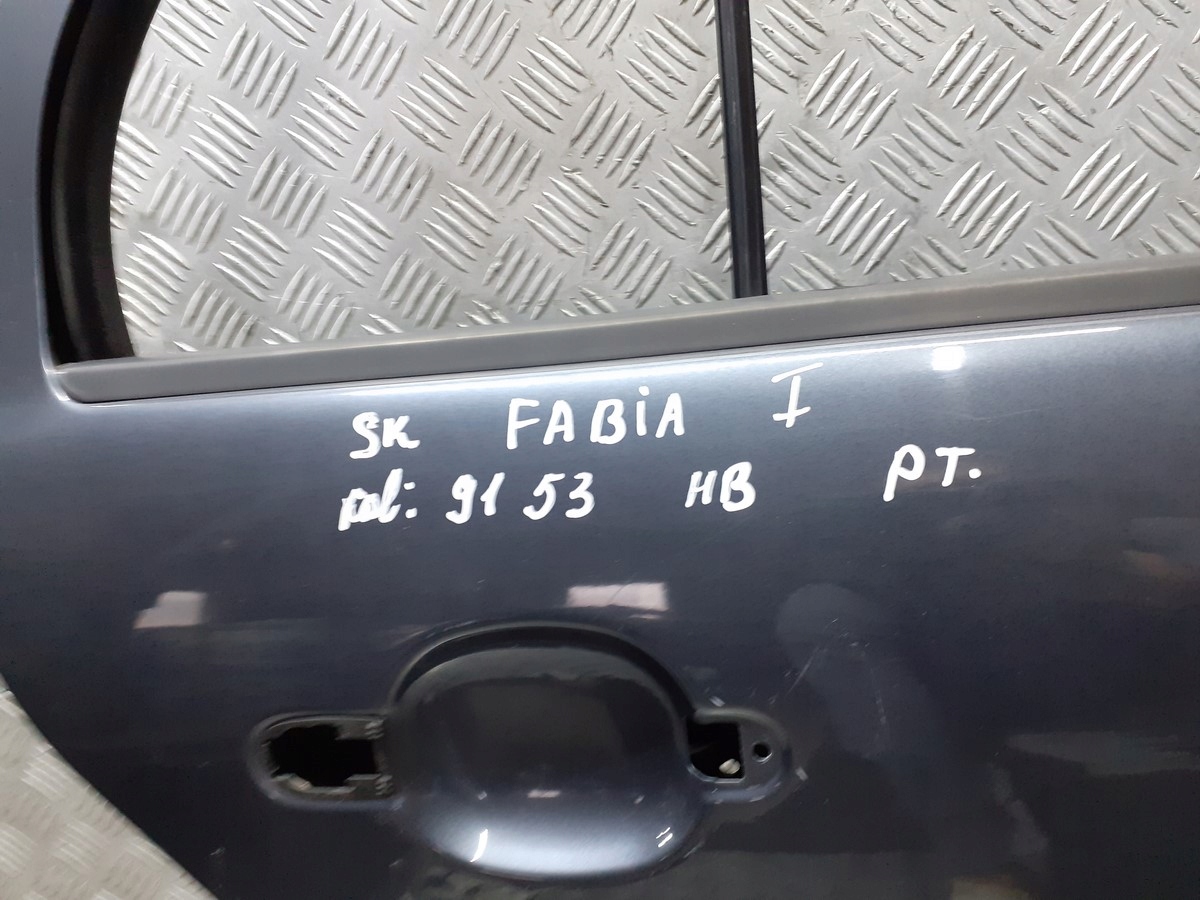 SK FABiA I
kol: 9153 HB PT.